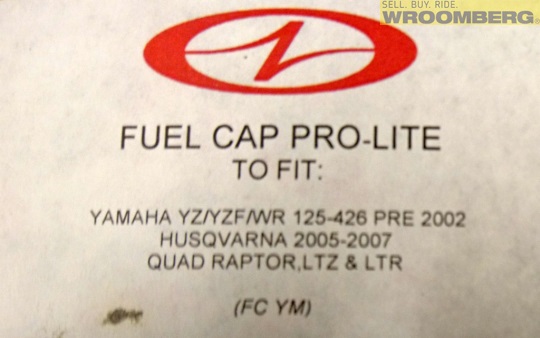 SELL. BUY. RIDE.
WROOMBERG
FUEL CAP PRO-LITE
TO FIT:
YAMAHA YZ/YZF/WR 125-426 PRE 2002
HUSQVARNA 2005-2007
QUAD RAPTOR,LTZ & LTR
(FC YM)